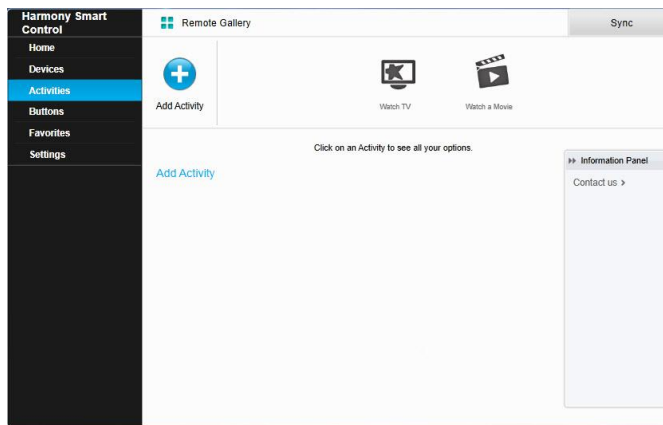 Harmony Smart
Control
Home
Devices
Activities
Buttons
Favorites
Settings
Remote Gallery
Sync
Add Activity
Watch TV
Watch a Movie
Click on an Activity to see all your options.
Add Activity
Information Panel
Contact us